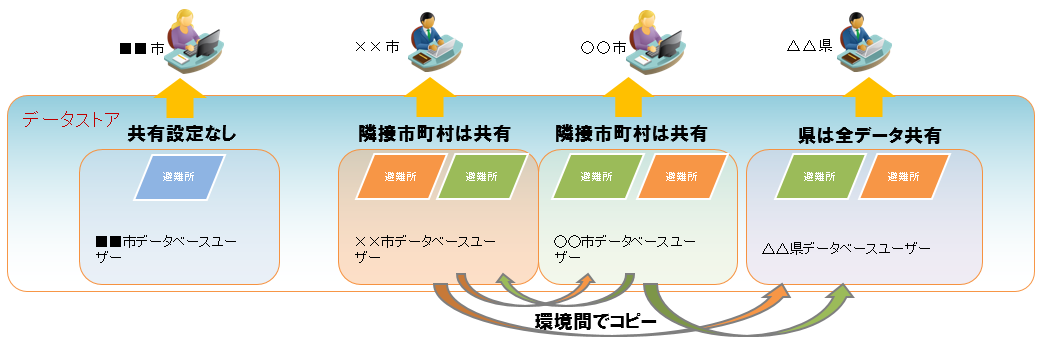 ■■市
××市
○○市
△△県
データストア
共有設定なし
隣接市町村は共有
隣接市町村は共有
県は全データ共有
避難所
避難所
避難所
避難所
避難所
避難所
避難所
■■市データベースユー
ザー
××市データベースユー
ザー
○○市データベースユー
ザー
△△県データベースユーザー
環境間でコピー